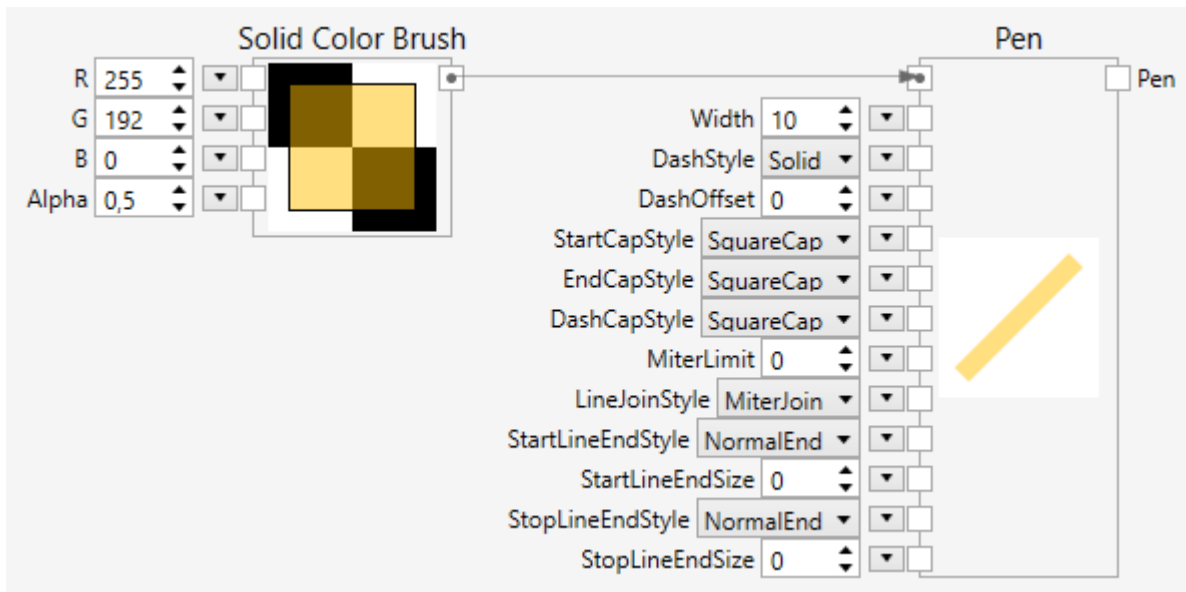 Solid Color Brush
Pen
R 255
Pen
G 192
Width 10
B 0
DashStyle Solid
Alpha 0,5
DashOffset 0
StartCapStyle SquareCap
EndCapStyle SquareCap
DashCapStyle SquareCap
MiterLimit 0
LineJoinStyle MiterJoin
StartLineEndStyle NormalEnd
StartLineEndSize 0
StopLineEndStyle NormalEnd
StopLineEndSize 0